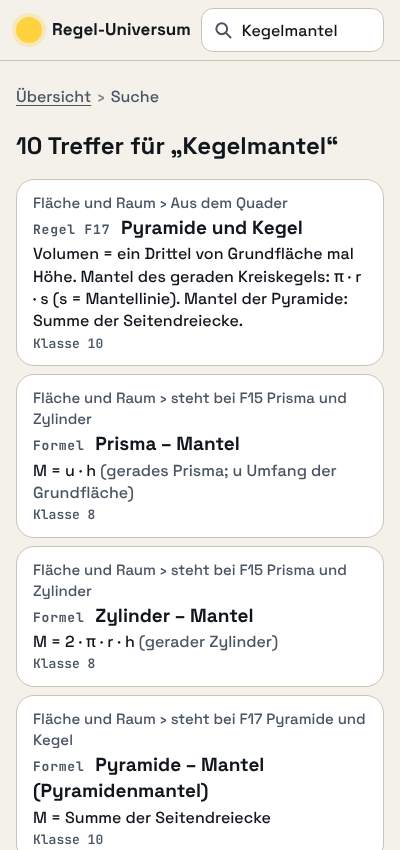 Regel-Universum
Kegelmantel
Übersicht > Suche
10 Treffer für „Kegelmantel“
Fläche und Raum > Aus dem Quader
Regel F17 Pyramide und Kegel
Volumen = ein Drittel von Grundfläche mal
Höhe. Mantel des geraden Kreiskegels: π · r
· s (s = Mantellinie). Mantel der Pyramide:
Summe der Seitendreiecke.
Klasse 10
Fläche und Raum > steht bei F15 Prisma und
Zylinder
Formel Prisma – Mantel
M = u · h (gerades Prisma; u Umfang der
Grundfläche)
Klasse 8
Fläche und Raum > steht bei F15 Prisma und
Zylinder
Formel Zylinder – Mantel
M = 2 · π · r · h (gerader Zylinder)
Klasse 8
Fläche und Raum > steht bei F17 Pyramide und
Kegel
Formel Pyramide – Mantel
(Pyramidenmantel)
M = Summe der Seitendreiecke
Klasse 10